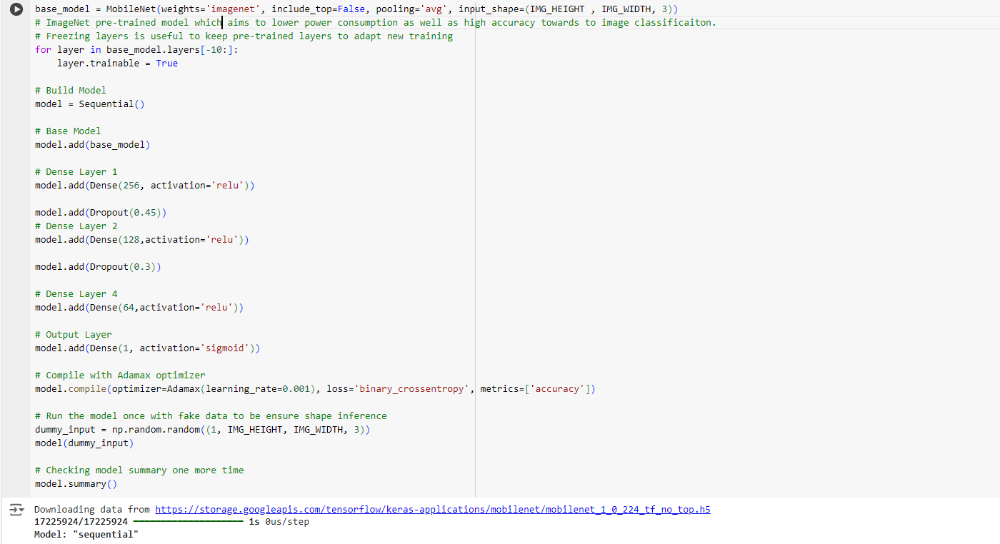 base_model = MobileNet(weights='imagenet', include_top=False, pooling='avg', input_shape=(IMG_HEIGHT , IMG_WIDTH, 3))
# ImageNet pre-trained model which aims to lower power consumption as well as high accuracy towards to image classificaiton.
# Freezing layers is useful to keep pre-trained layers to adapt new training
for layer in base_model.layers[-10:]:
    layer.trainable = True
# Build Model
model = Sequential()
# Base Model
model.add(base_model)
# Dense Layer 1
model.add(Dense(256, activation='relu'))
model.add(Dropout(0.45))
# Dense Layer 2
model.add(Dense(128,activation='relu'))
model.add(Dropout(0.3))
# Dense Layer 4
model.add(Dense(64,activation='relu'))
# Output Layer
model.add(Dense(1, activation='sigmoid'))
# Compile with Adamax optimizer
model.compile(optimizer=Adamax(learning_rate=0.001), loss='binary_crossentropy', metrics=['accuracy'])
# Run the model once with fake data to be ensure shape inference
dummy_input = np.random.random((1, IMG_HEIGHT, IMG_WIDTH, 3))
model(dummy_input)
# Checking model summary one more time
model.summary()
Downloading data from https://storage.googleapis.com/tensorflow/keras-applications/mobilenet/mobilenet_1_0_224_tf_no_top.h5
17225924/17225924 ━━━━━━━━━━━━━━━━━━━━ 1s 0us/step
Model: "sequential"